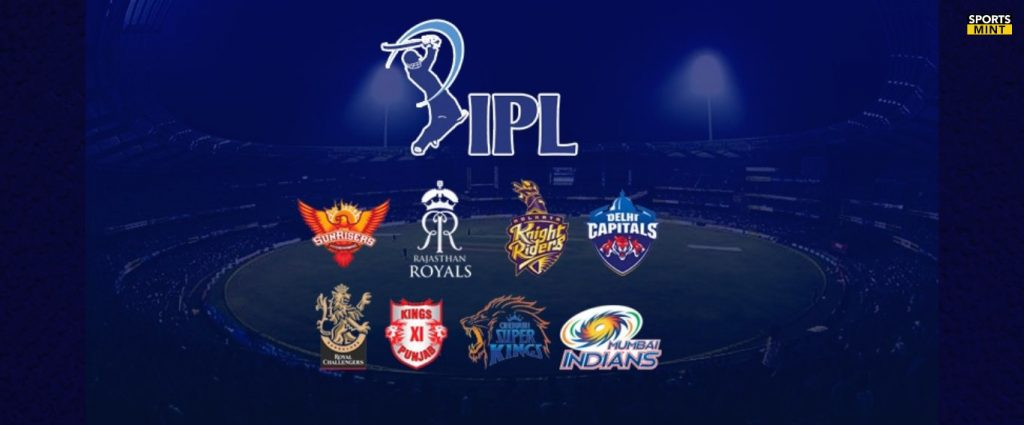 SPORTS
MINT
IPL
SUNRISERS
RAJASTHAN
ROYALS
KOLKATA
Knight
Riders
DELHI
CAPITALS
ROYAL
CHALLENGERS
KINGS
XI
PUNJAB
CHENNAI
SUPER
KINGS
MUMBAI
INDIANS